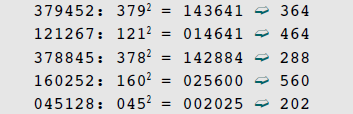 379452: 379² = 143641 ➫ 364
121267: 121² = 014641 ➫ 464
378845: 378² = 142884 ➫ 288
160252: 160² = 025600 ➫ 560
045128: 045² = 002025 ➫ 202